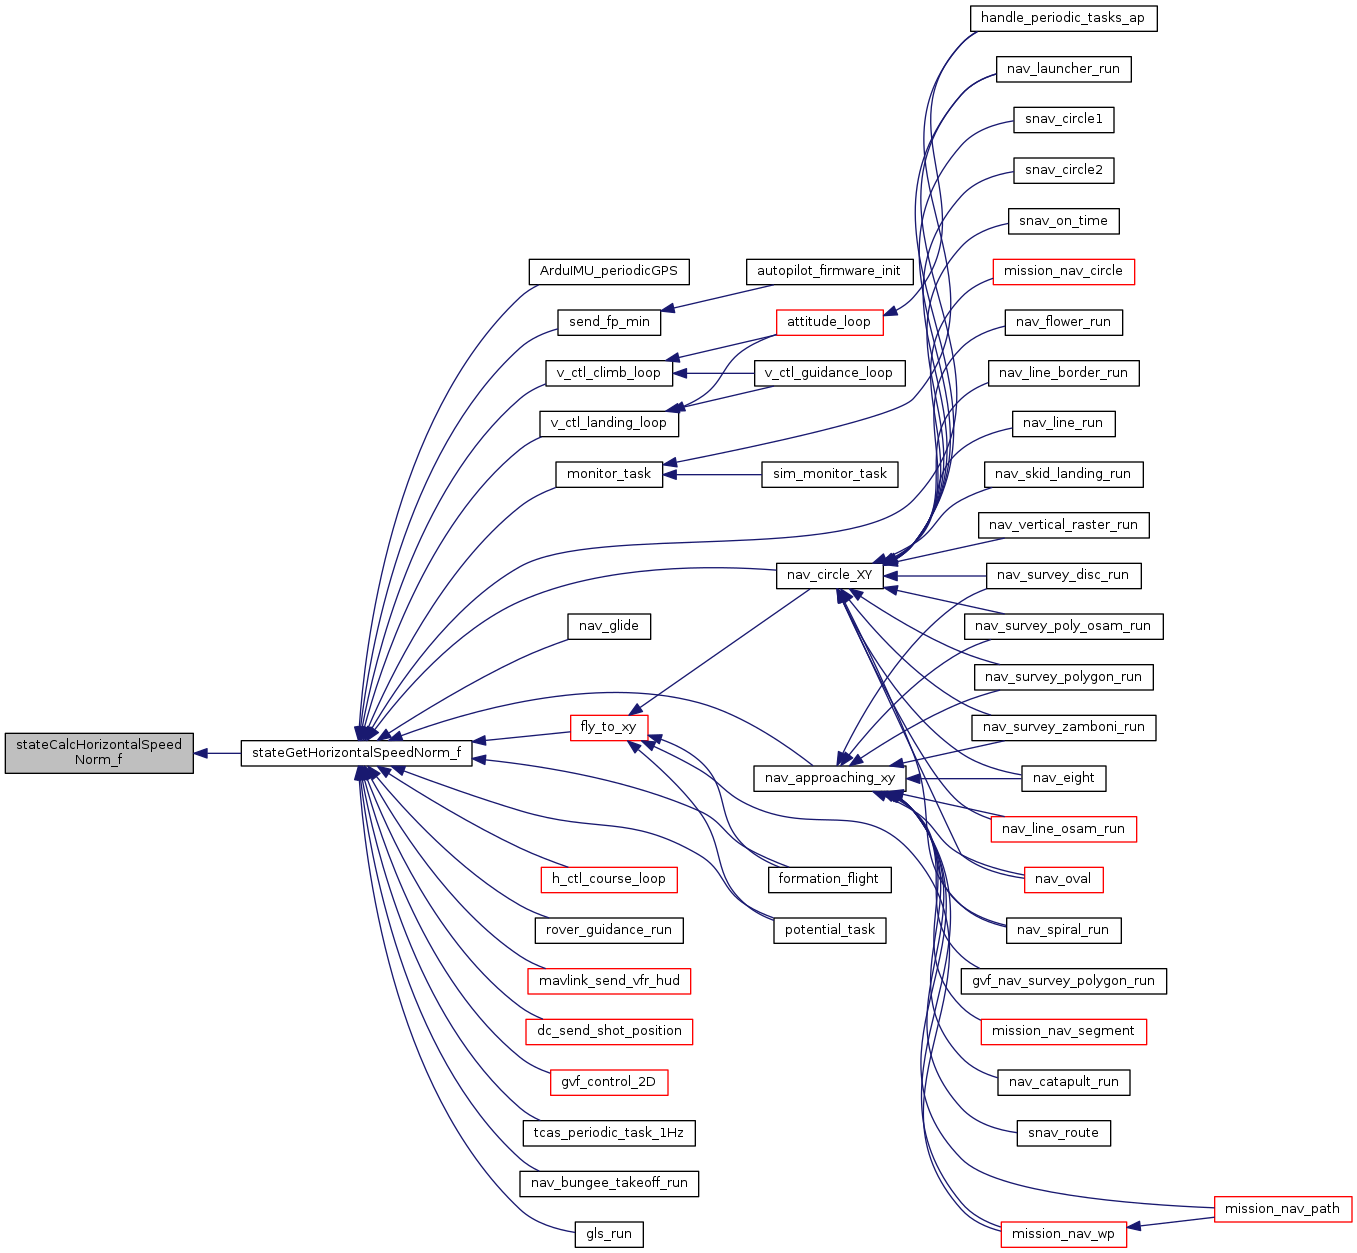 handle_periodic_tasks_ap
nav_launcher_run
snav_circle1
snav_circle2
snav_on_time
ArduIMU_periodicGPS
autopilot_firmware_init
mission_nav_circle
send_fp_min
attitude_loop
nav_flower_run
v_ctl_climb_loop
v_ctl_guidance_loop
nav_line_border_run
v_ctl_landing_loop
nav_line_run
monitor_task
sim_monitor_task
nav_skid_landing_run
nav_vertical_raster_run
nav_circle_XY
nav_survey_disc_run
nav_glide
nav_survey_poly_osam_run
nav_survey_polygon_run
fly_to_xy
nav_survey_zamboni_run
stateCalcHorizontalSpeed
Norm_f
stateGetHorizontalSpeedNorm_f
nav_approaching_xy
nav_eight
nav_line_osam_run
h_ctl_course_loop
formation_flight
nav_oval
rover_guidance_run
potential_task
nav_spiral_run
mavlink_send_vfr_hud
gvf_nav_survey_polygon_run
dc_send_shot_position
mission_nav_segment
gvf_control_2D
nav_catapult_run
tcas_periodic_task_1Hz
snav_route
nav_bungee_takeoff_run
mission_nav_path
gls_run
mission_nav_wp